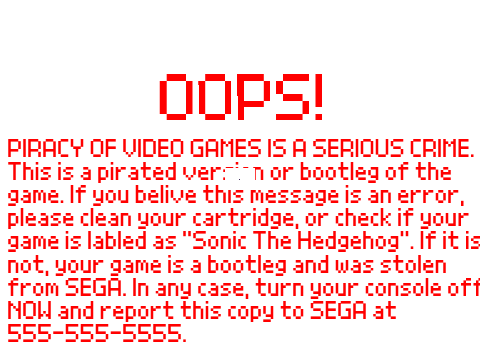 OOPS!
PIRACY OF VIDEO GAMES IS A SERIOUS CRIME.
This is a pirated version or bootleg of the
game. If you belive this message is an error,
please clean your cartridge, or check if your
game is labled as "Sonic The Hedgehog". If it is
not, your game is a bootleg and was stolen
from SEGA. In any case, turn your console off
NOW and report this copy to SEGA at
555-555-5555.